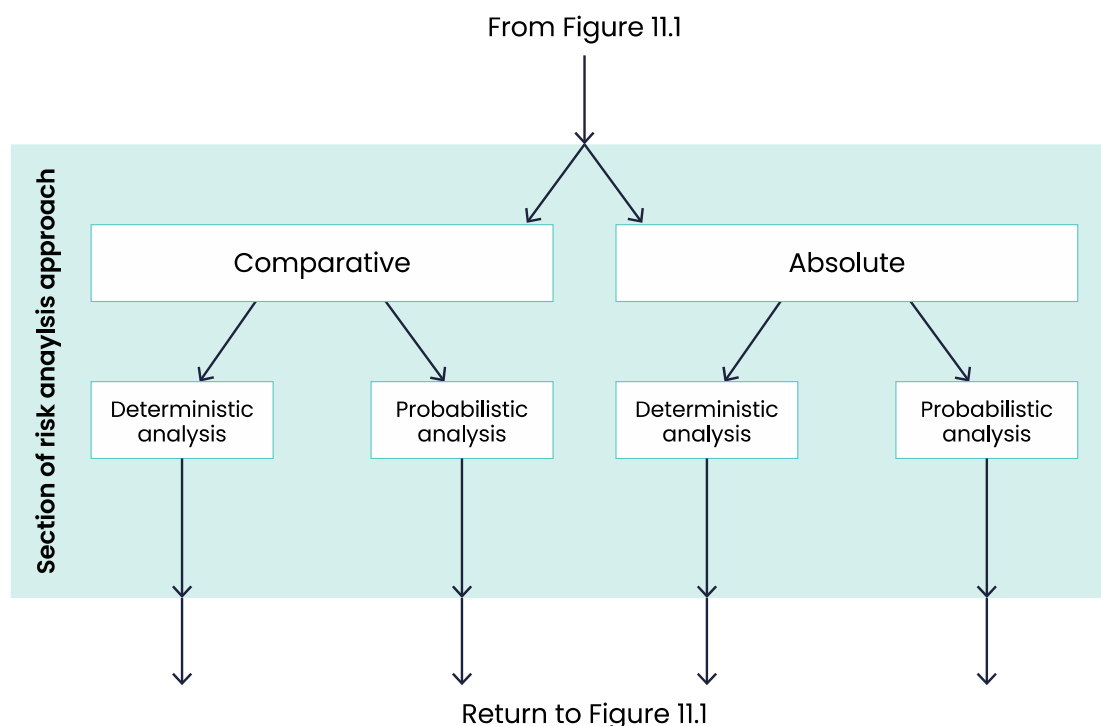 From Figure 11.1
Section of risk anaylsis approach
Comparative
Absolute
Deterministic
analysis
Probabilistic
analysis
Deterministic
analysis
Probabilistic
analysis
Return to Figure 11.1